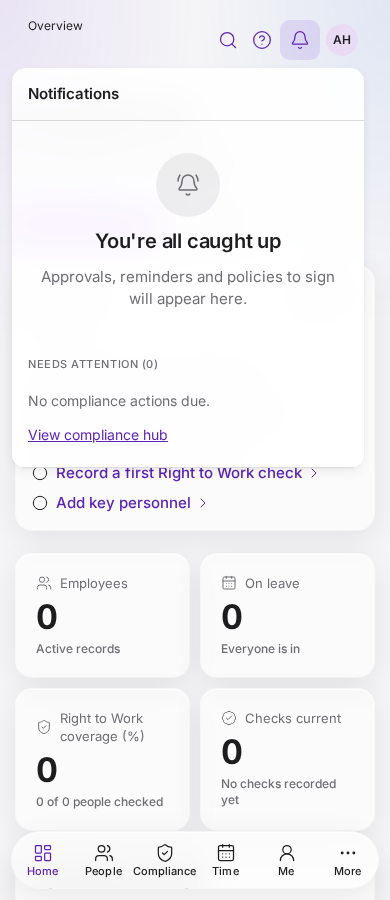 Overview
AH
Notifications
You're all caught up
Approvals, reminders and policies to sign
will appear here.
NEEDS ATTENTION (0)
No compliance actions due.
View compliance hub
Record a first Right to Work check
Add key personnel
Employees
0
Active records
On leave
0
Everyone is in
Right to Work
coverage (%)
0
0 of 0 people checked
Checks current
0
No checks recorded
yet
Home
People
Compliance
Time
Me
More